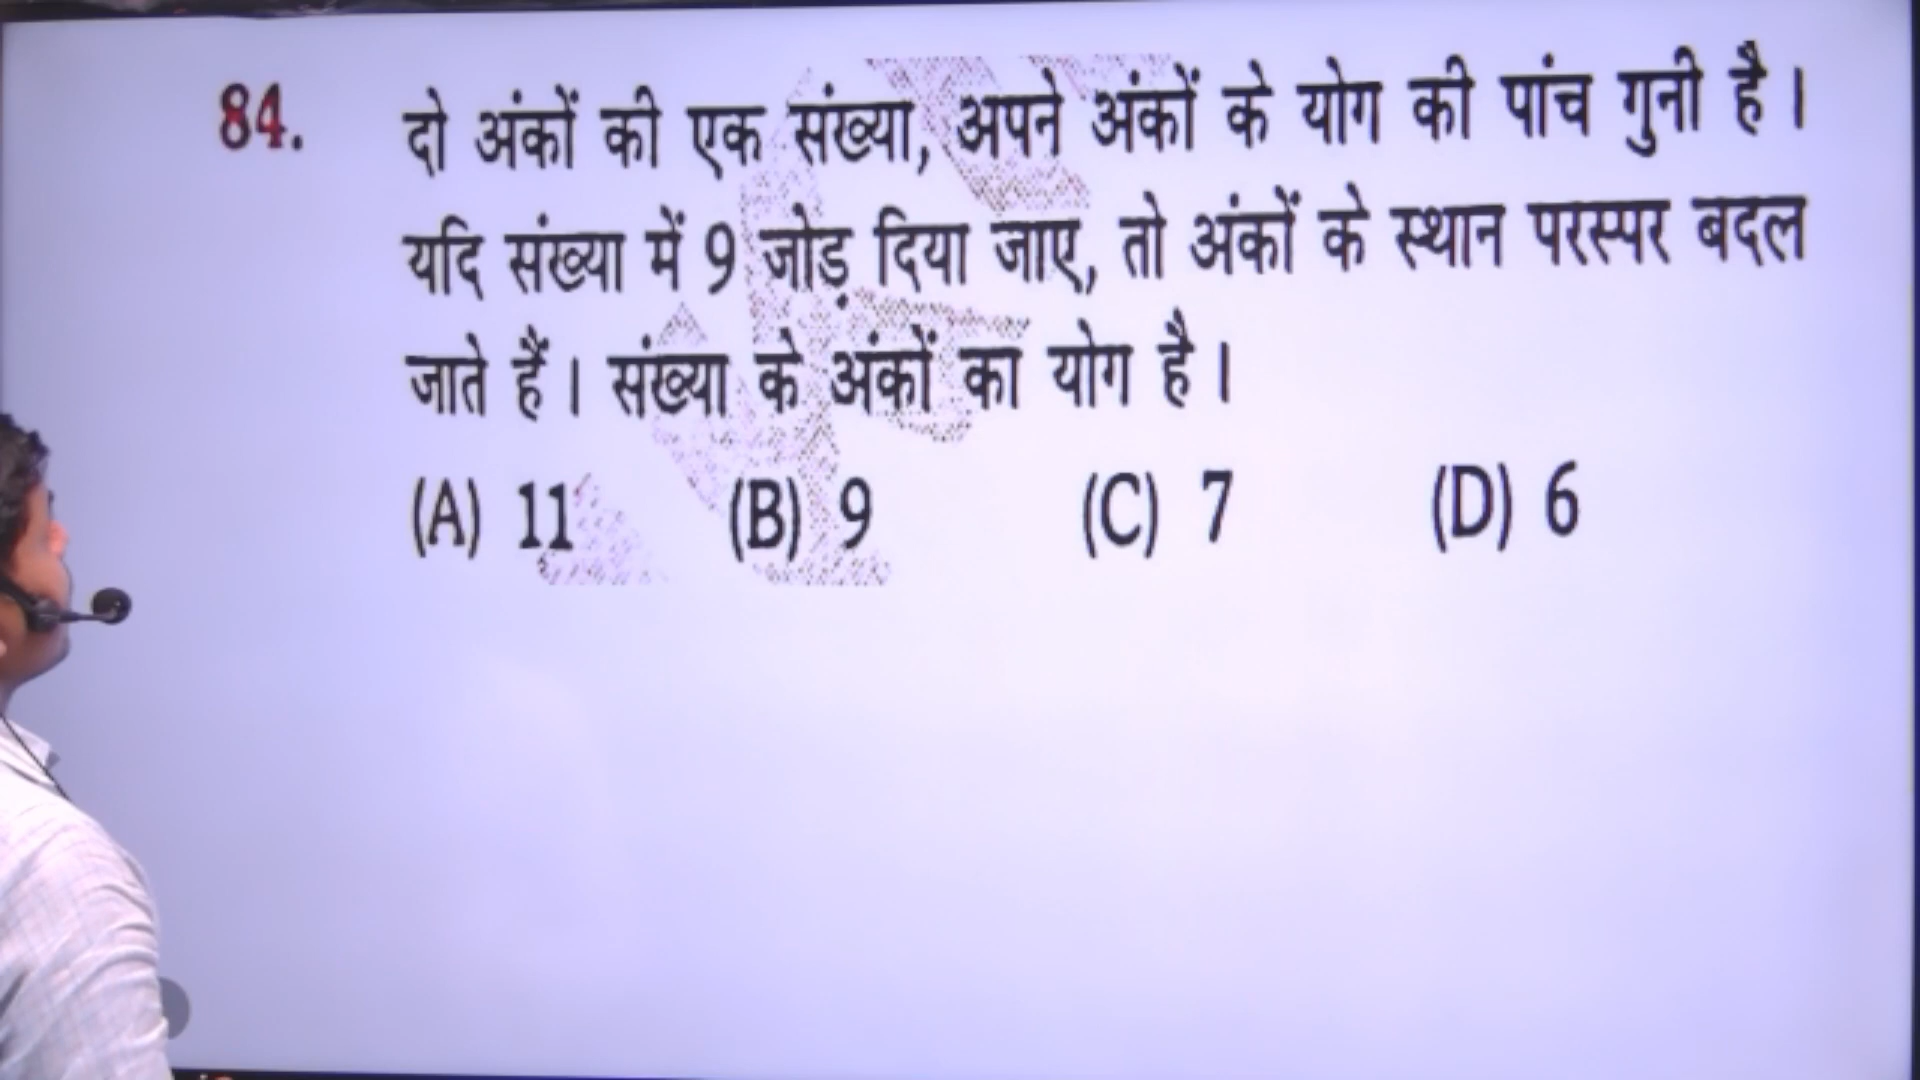 84. दो अंकों की एक संख्या, अपने अंकों के योग की पांच गुनी है।
यदि संख्या में 9 जोड़ दिया जाए, तो अंकों के स्थान परस्पर बदल
जाते हैं। संख्या के अंकों का योग है।
(A) 11 (B) 9 (C) 7 (D) 6